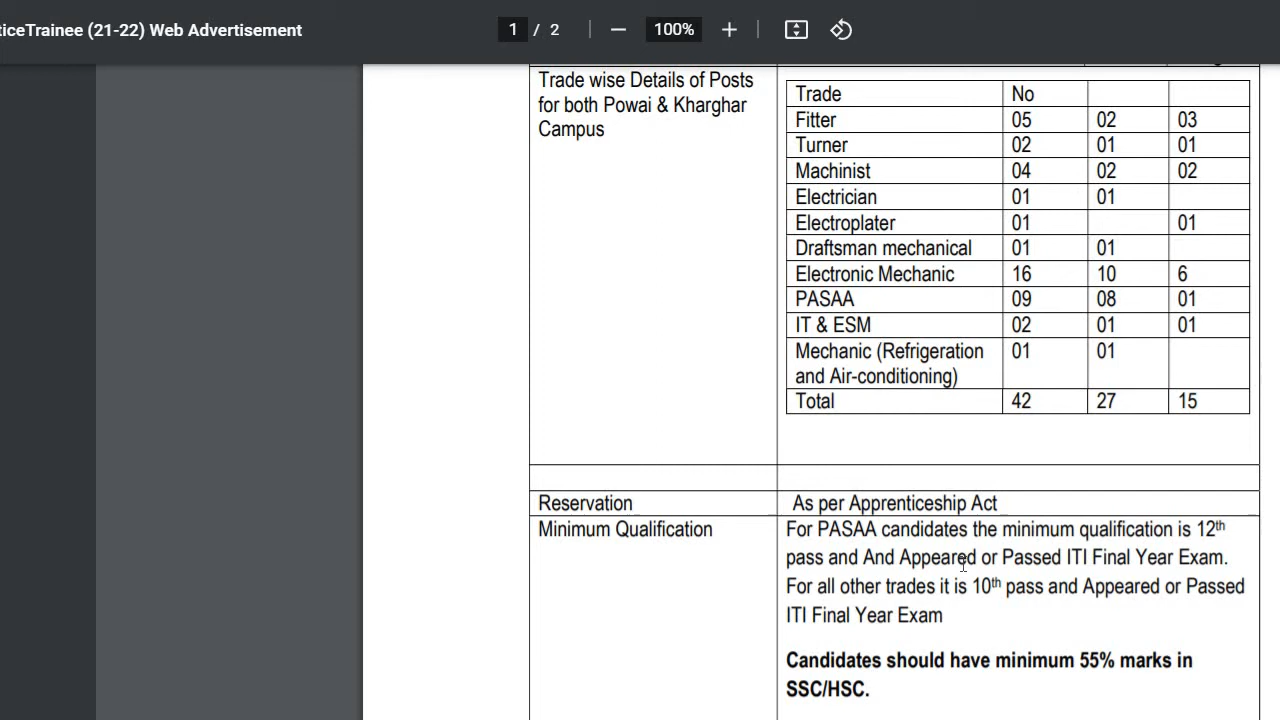 iceTrainee (21-22) Web Advertisement 1 / 2 100%
Trade wise Details of Posts
for both Powai & Kharghar
Campus
Trade No
Fitter 05 02 03
Turner 02 01 01
Machinist 04 02 02
Electrician 01 01
Electroplater 01 01
Draftsman mechanical 01 01
Electronic Mechanic 16 10 6
PASAA 09 08 01
IT & ESM 02 01 01
Mechanic (Refrigeration 01 01
and Air-conditioning)
Total 42 27 15
Reservation As per Apprenticeship Act
Minimum Qualification For PASAA candidates the minimum qualification is 12th
pass and And Appeared or Passed ITI Final Year Exam.
For all other trades it is 10th pass and Appeared or Passed
ITI Final Year Exam
Candidates should have minimum 55% marks in
SSC/HSC.